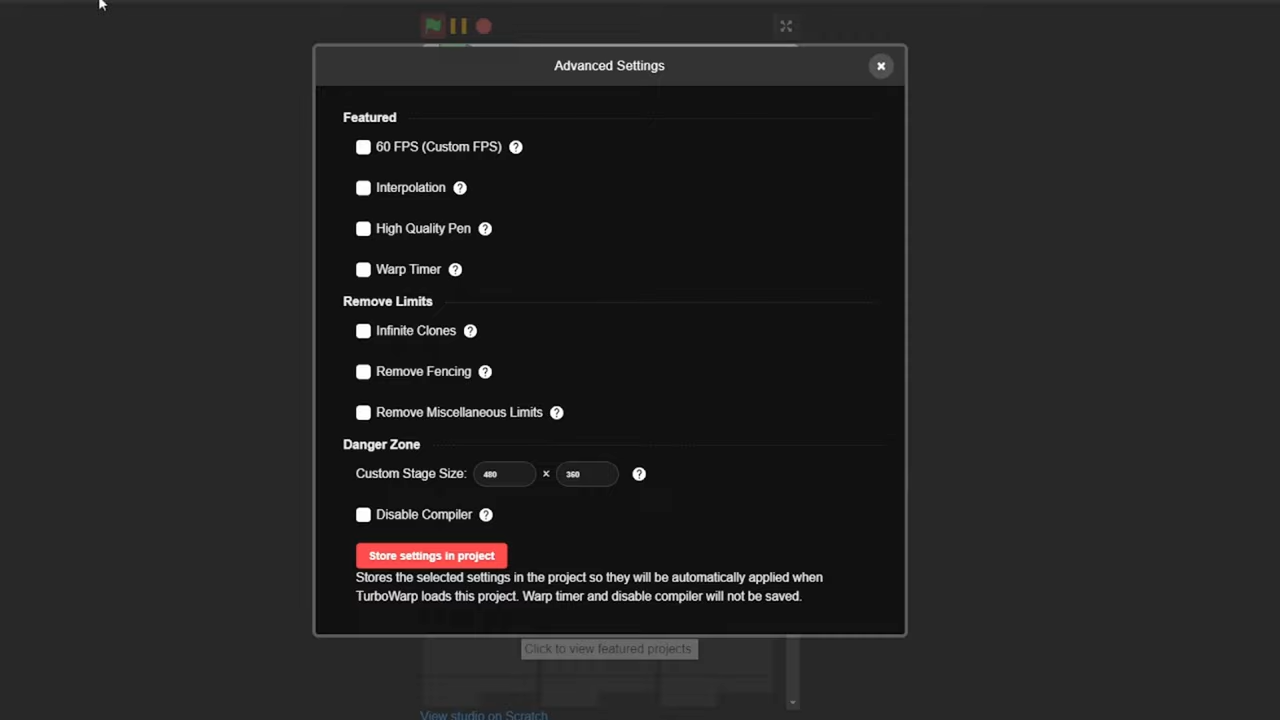 Advanced Settings
Featured
60 FPS (Custom FPS) ?
Interpolation ?
High Quality Pen ?
Warp Timer ?
Remove Limits
Infinite Clones ?
Remove Fencing ?
Remove Miscellaneous Limits ?
Danger Zone
Custom Stage Size: 480 × 360 ?
Disable Compiler ?
Store settings in project
Stores the selected settings in the project so they will be automatically applied when
TurboWarp loads this project. Warp timer and disable compiler will not be saved.
Click to view featured projects
View studio on Scratch